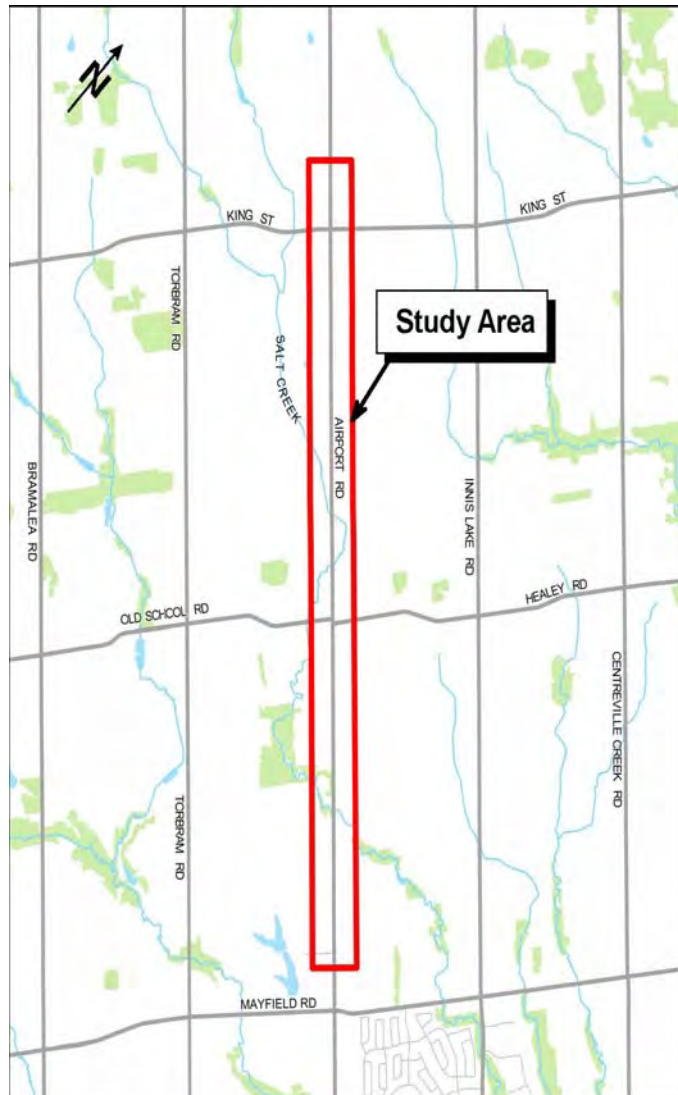 N
KING ST
KING ST
TORBRAM RD
Study Area
SALT CREEK
AIRPORT RD
BRAMALEA RD
INNIS LAKE RD
OLD SCHOOL RD
HEALEY RD
CENTREVILLE CREEK RD
TORBRAM RD
MAYFIELD RD